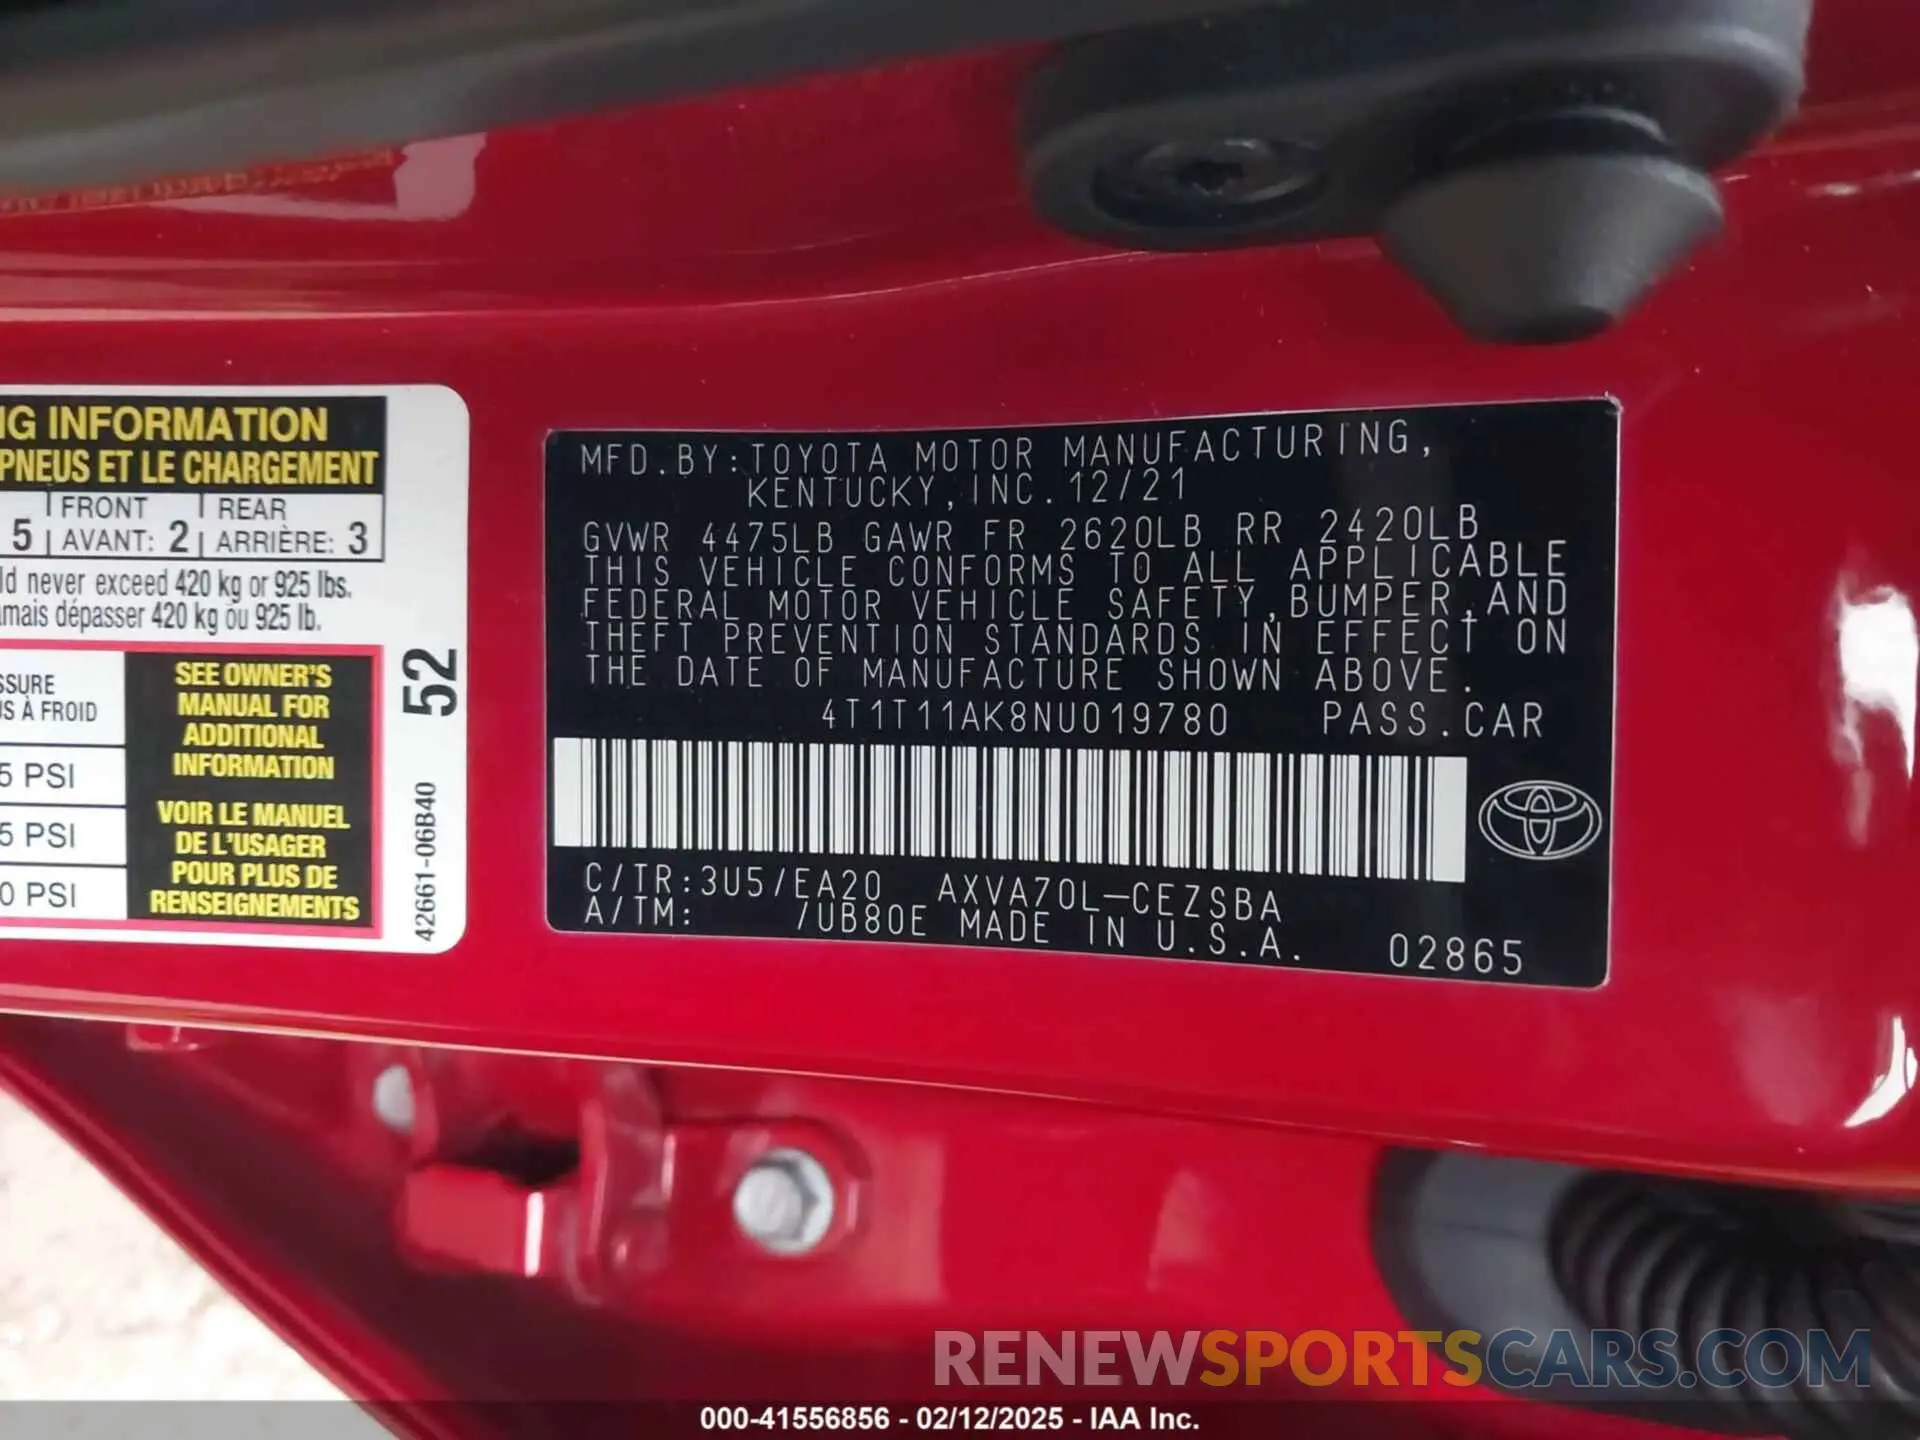 NG INFORMATION
PNEUS ET LE CHARGEMENT
5 FRONT AVANT: 2 REAR ARRIÈRE: 3
ld never exceed 420 kg or 925 lbs.
amais dépasser 420 kg ou 925 lb.
SSURE
S À FROID
5 PSI
5 PSI
0 PSI
SEE OWNER'S
MANUAL FOR
ADDITIONAL
INFORMATION
VOIR LE MANUEL
DE L'USAGER
POUR PLUS DE
RENSEIGNEMENTS
52
42661-06B40
MFD.BY:TOYOTA MOTOR MANUFACTURING,
KENTUCKY,INC.12/21
GVWR 4475LB GAWR FR 2620LB RR 2420LB
THIS VEHICLE CONFORMS TO ALL APPLICABLE
FEDERAL MOTOR VEHICLE SAFETY,BUMPER,AND
THEFT PREVENTION STANDARDS IN EFFECT ON
THE DATE OF MANUFACTURE SHOWN ABOVE.
4T1T11AK8NU019780 PASS.CAR
C/TR:3U5/EA20 AXVA70L-CEZSBA
A/TM: /UB80E MADE IN U.S.A. 02865
RENEWSPORTSCARS.COM
000-41556856 - 02/12/2025 - IAA Inc.